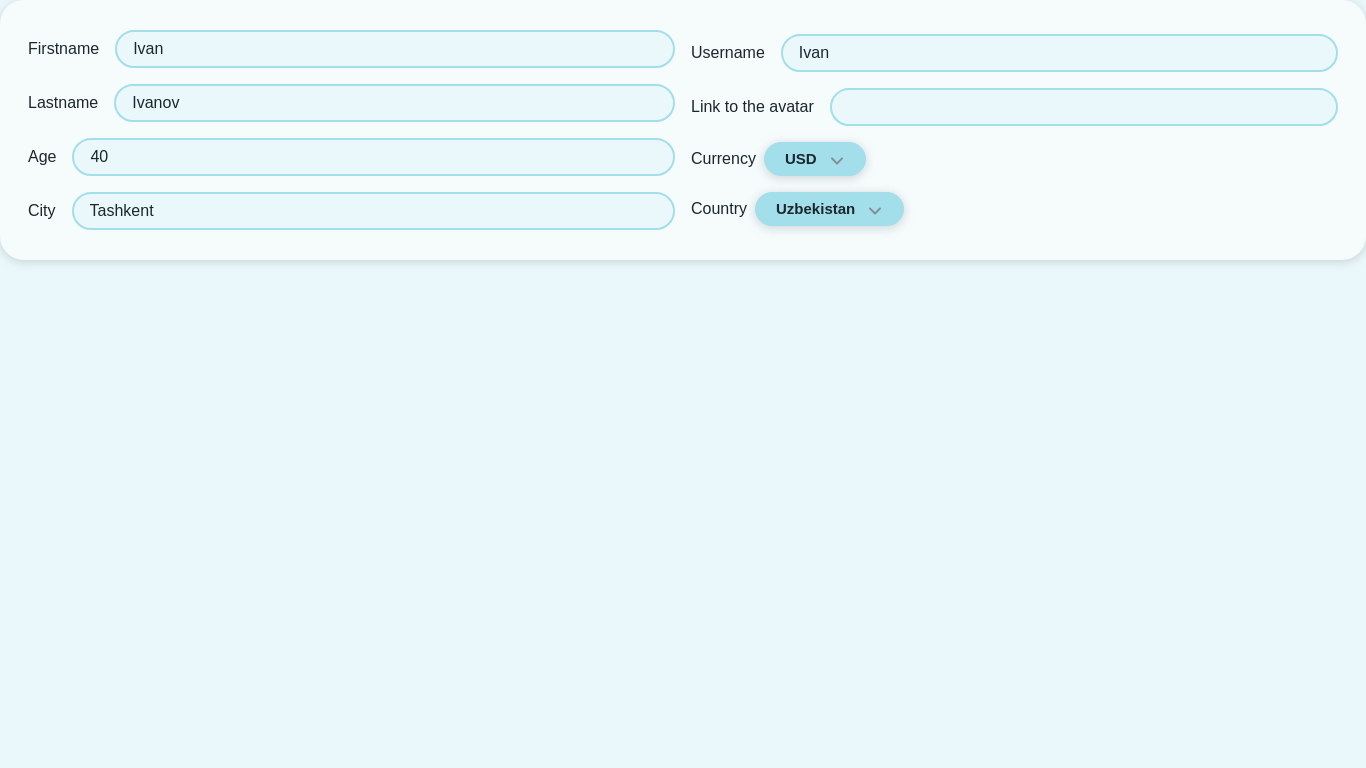 Firstname Ivan
Lastname Ivanov
Age 40
City Tashkent
Username Ivan
Link to the avatar
Currency USD
Country Uzbekistan